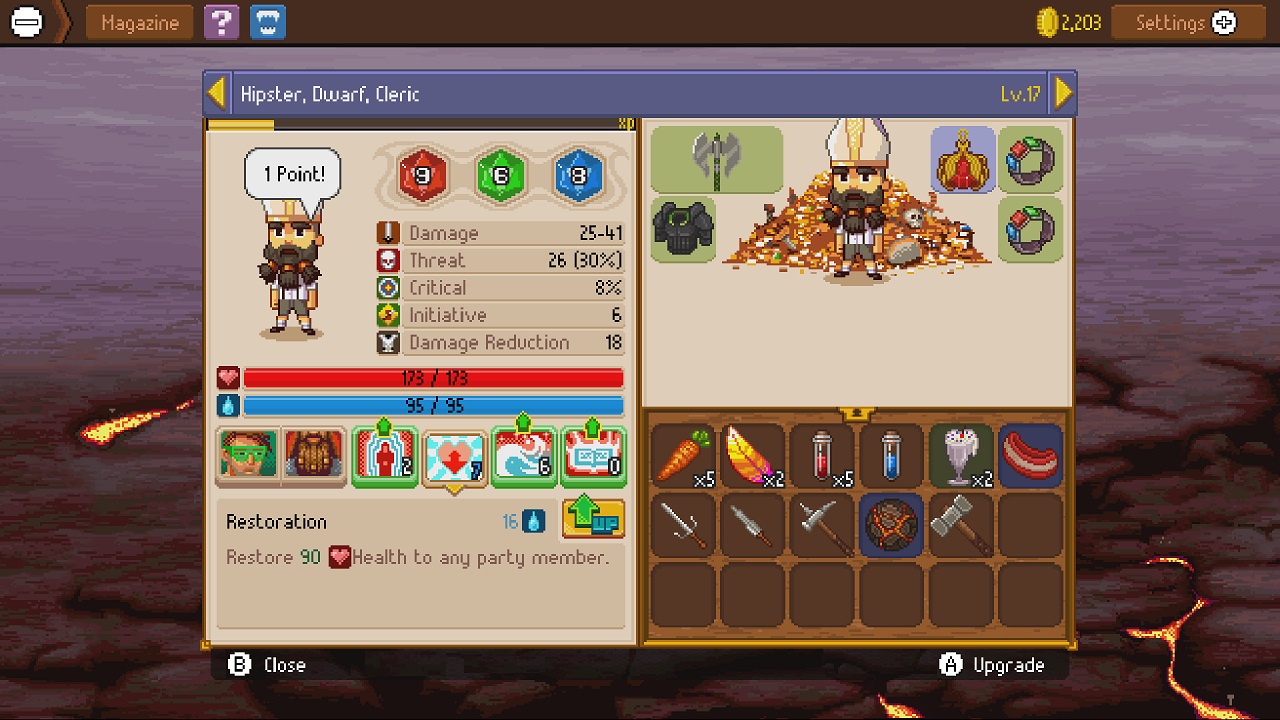 Magazine
?
2,203
Settings
Hipster, Dwarf, Cleric
Lv.17
XP
1 Point!
9 6 8
Damage 25-41
Threat 26 (30%)
Critical 8%
Initiative 6
Damage Reduction 18
173 / 173
95 / 95
2 7 6 0
Restoration 16
UP
Restore 90 Health to any party member.
x5 x2 x5 x2
B Close
A Upgrade